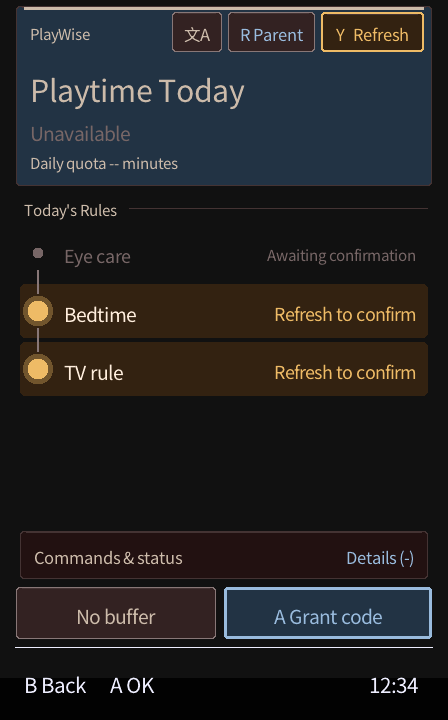 PlayWise
文A
R Parent
Y Refresh
Playtime Today
Unavailable
Daily quota -- minutes
Today's Rules
Eye care
Awaiting confirmation
Bedtime
Refresh to confirm
TV rule
Refresh to confirm
Commands & status
Details (-)
No buffer
A Grant code
B Back
A OK
12:34